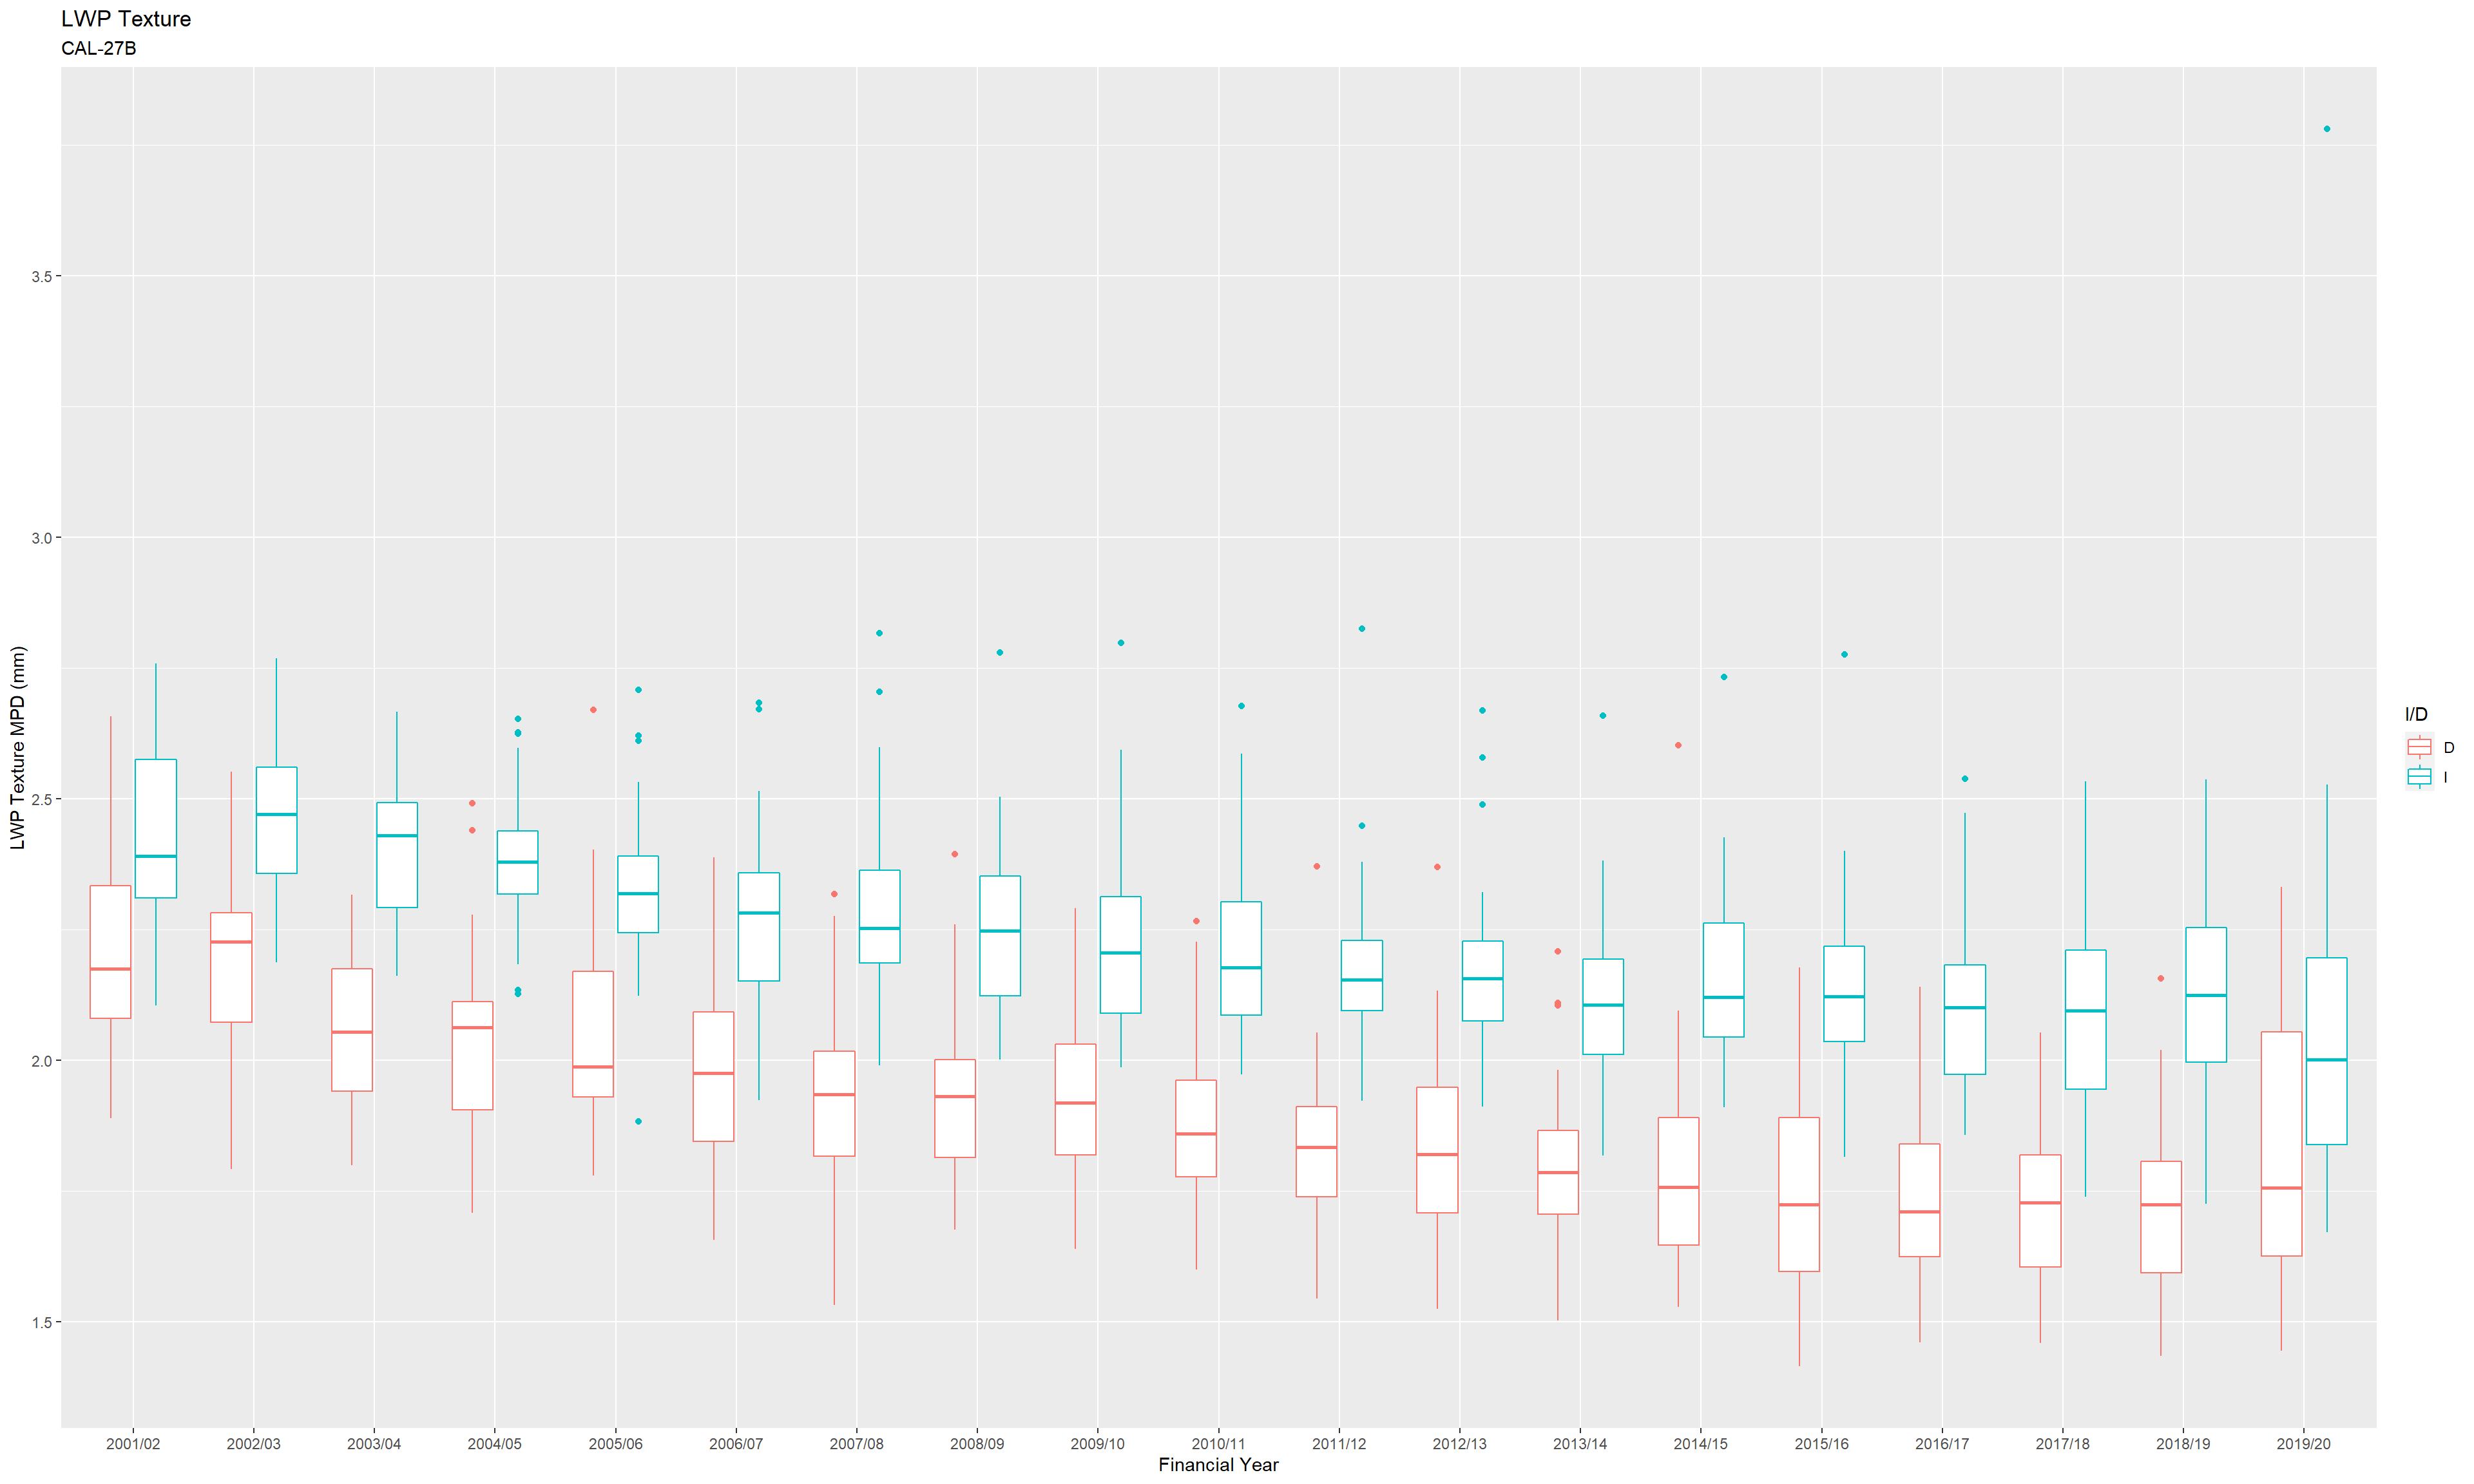 LWP Texture
CAL-27B
LWP Texture MPD (mm)
3.5
3.0
2.5
2.0
1.5
2001/02 2002/03 2003/04 2004/05 2005/06 2006/07 2007/08 2008/09 2009/10 2010/11 2011/12 2012/13 2013/14 2014/15 2015/16 2016/17 2017/18 2018/19 2019/20
Financial Year
I/D
D
I